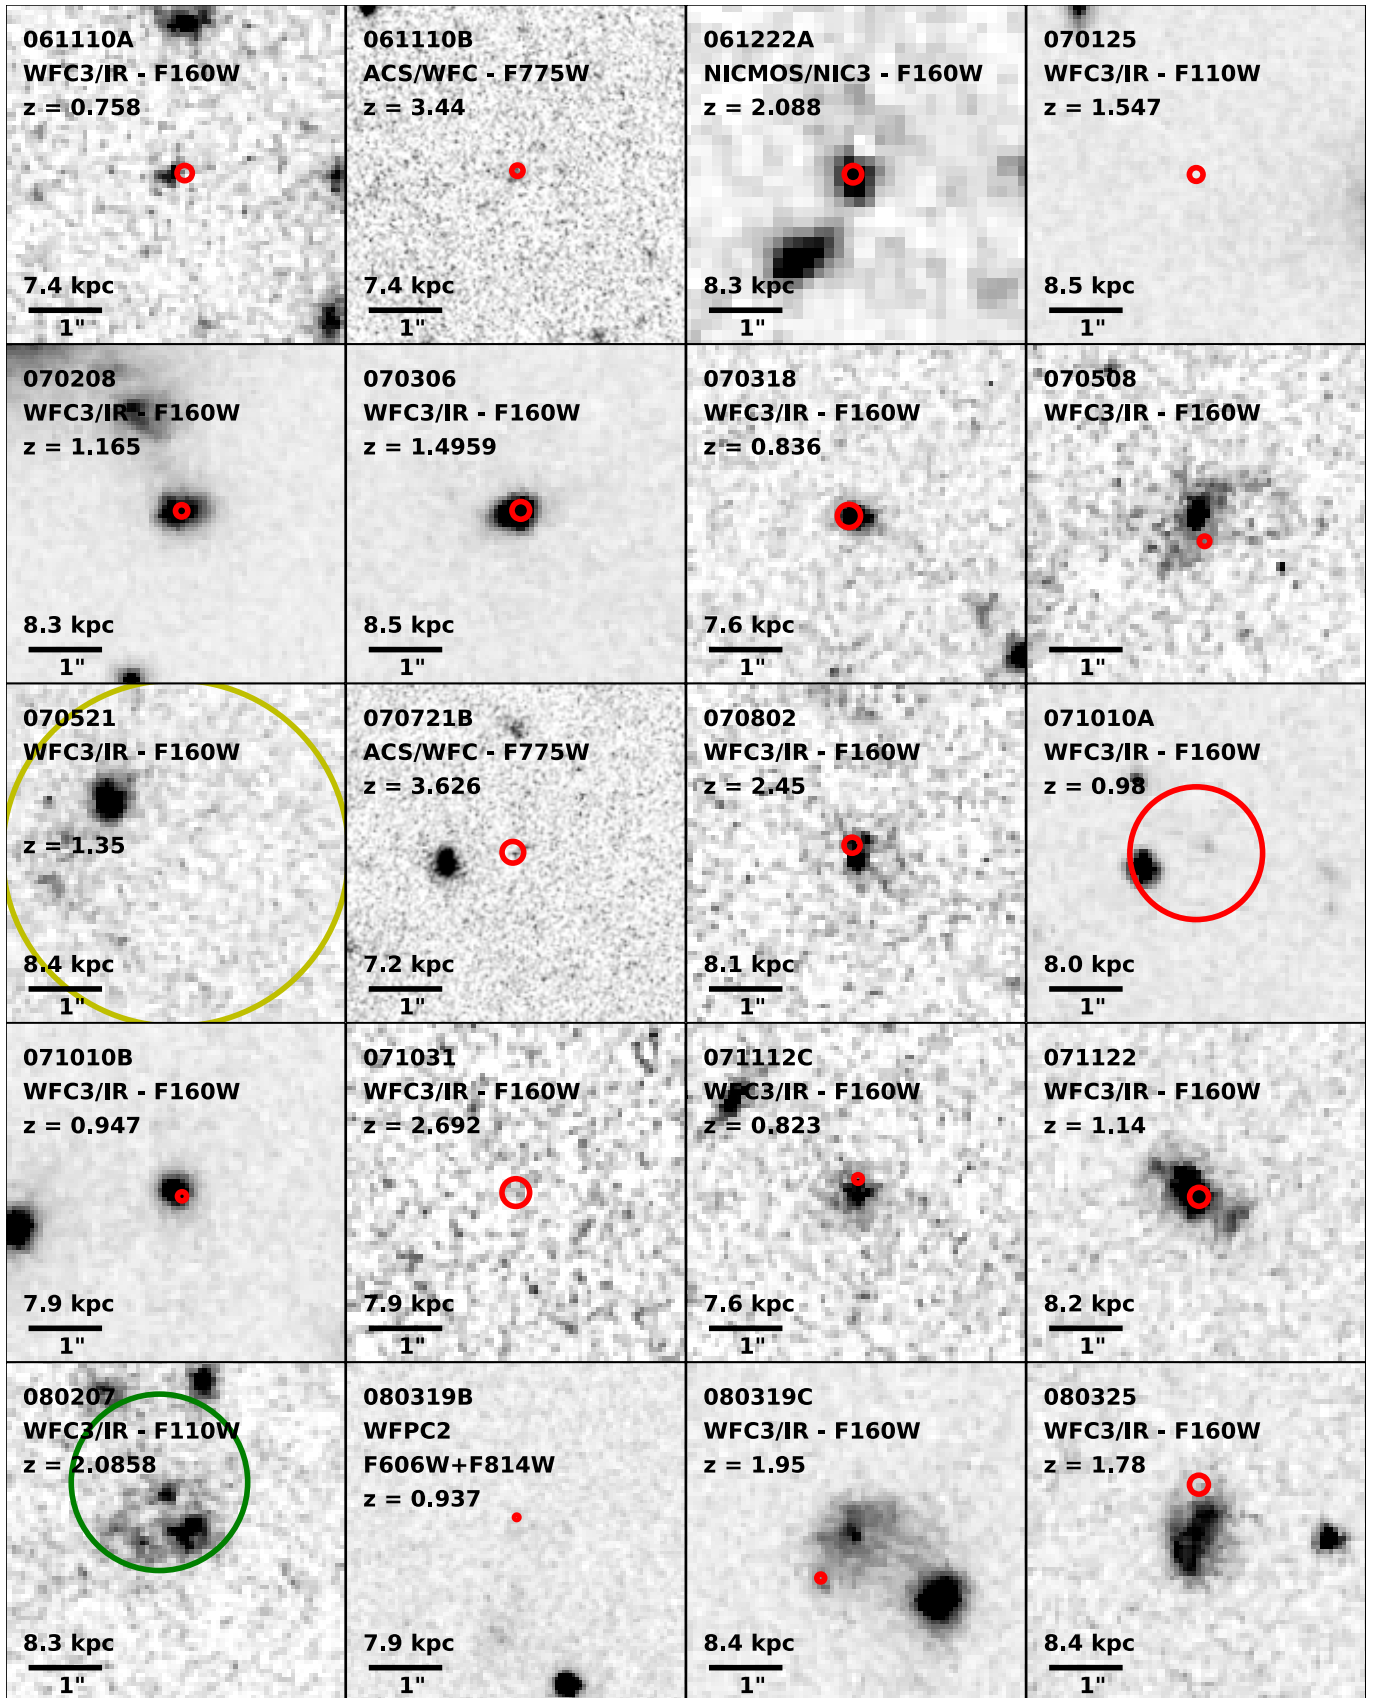 061110A
WFC3/IR - F160W
z = 0.758
7.4 kpc
1"
061110B
ACS/WFC - F775W
z = 3.44
7.4 kpc
1"
061222A
NICMOS/NIC3 - F160W
z = 2.088
8.3 kpc
1"
070125
WFC3/IR - F110W
z = 1.547
8.5 kpc
1"
070208
WFC3/IR - F160W
z = 1.165
8.3 kpc
1"
070306
WFC3/IR - F160W
z = 1.4959
8.5 kpc
1"
070318
WFC3/IR - F160W
z = 0.836
7.6 kpc
1"
070508
WFC3/IR - F160W
1"
070521
WFC3/IR - F160W
z = 1.35
8.4 kpc
1"
070721B
ACS/WFC - F775W
z = 3.626
7.2 kpc
1"
070802
WFC3/IR - F160W
z = 2.45
8.1 kpc
1"
071010A
WFC3/IR - F160W
z = 0.98
8.0 kpc
1"
071010B
WFC3/IR - F160W
z = 0.947
7.9 kpc
1"
071031
WFC3/IR - F160W
z = 2.692
7.9 kpc
1"
071112C
WFC3/IR - F160W
z = 0.823
7.6 kpc
1"
071122
WFC3/IR - F160W
z = 1.14
8.2 kpc
1"
080207
WFC3/IR - F110W
z = 2.0858
8.3 kpc
1"
080319B
WFPC2
F606W+F814W
z = 0.937
7.9 kpc
1"
080319C
WFC3/IR - F160W
z = 1.95
8.4 kpc
1"
080325
WFC3/IR - F160W
z = 1.78
8.4 kpc
1"